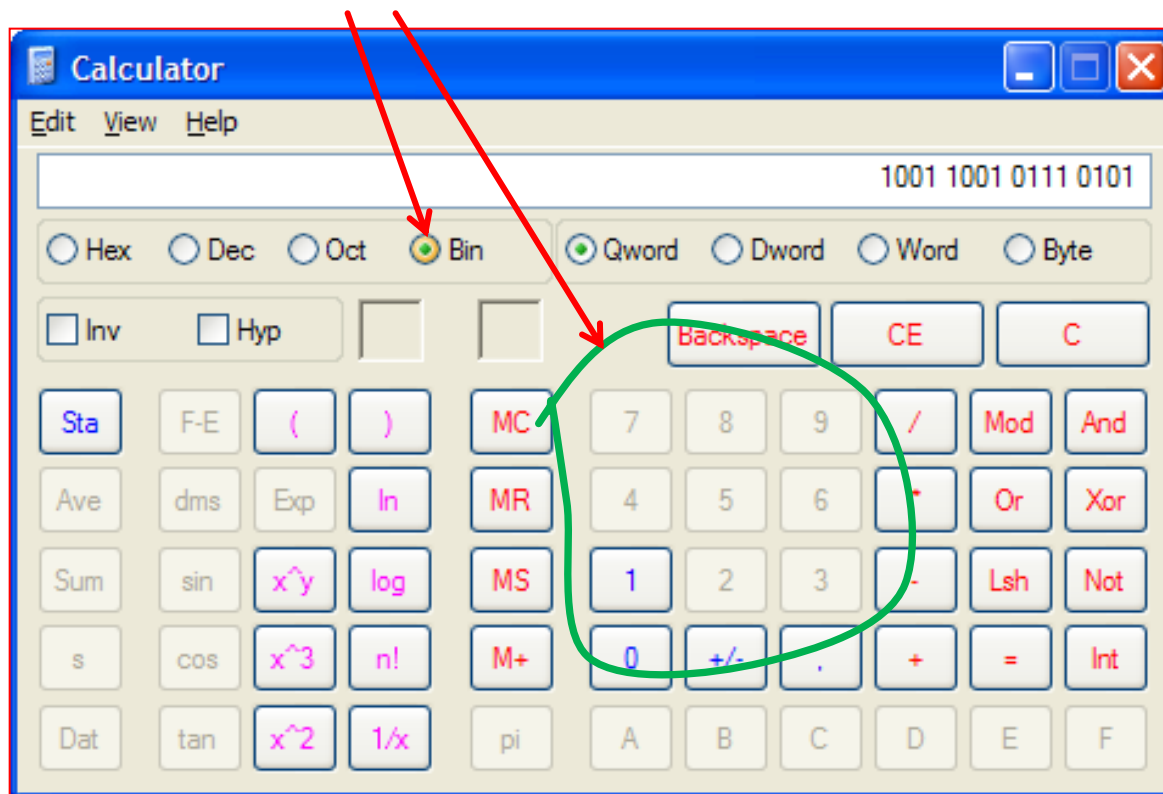 Calculator
Edit View Help
1001 1001 0111 0101
Hex Dec Oct Bin Qword Dword Word Byte
Inv Hyp Backspace CE C
Sta F-E ( ) MC 7 8 9 / Mod And
Ave dms Exp ln MR 4 5 6 * Or Xor
Sum sin x^y log MS 1 2 3 - Lsh Not
s cos x^3 n! M+ 0 +/- , + = Int
Dat tan x^2 1/x pi A B C D E F